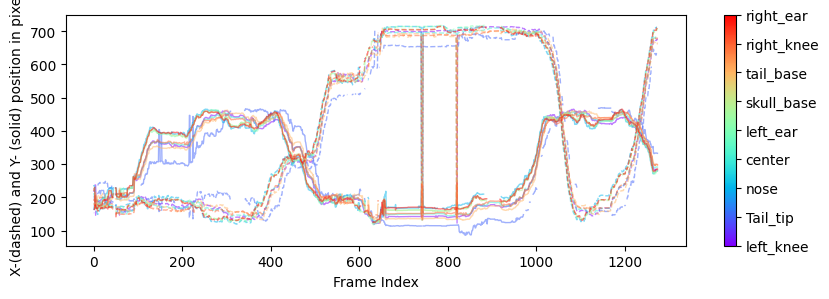 X-(dashed) and Y- (solid) position in pixe
700
600
500
400
300
200
100
0
200
400
600
800
1000
1200
Frame Index
right_ear
right_knee
tail_base
skull_base
left_ear
center
nose
Tail_tip
left_knee